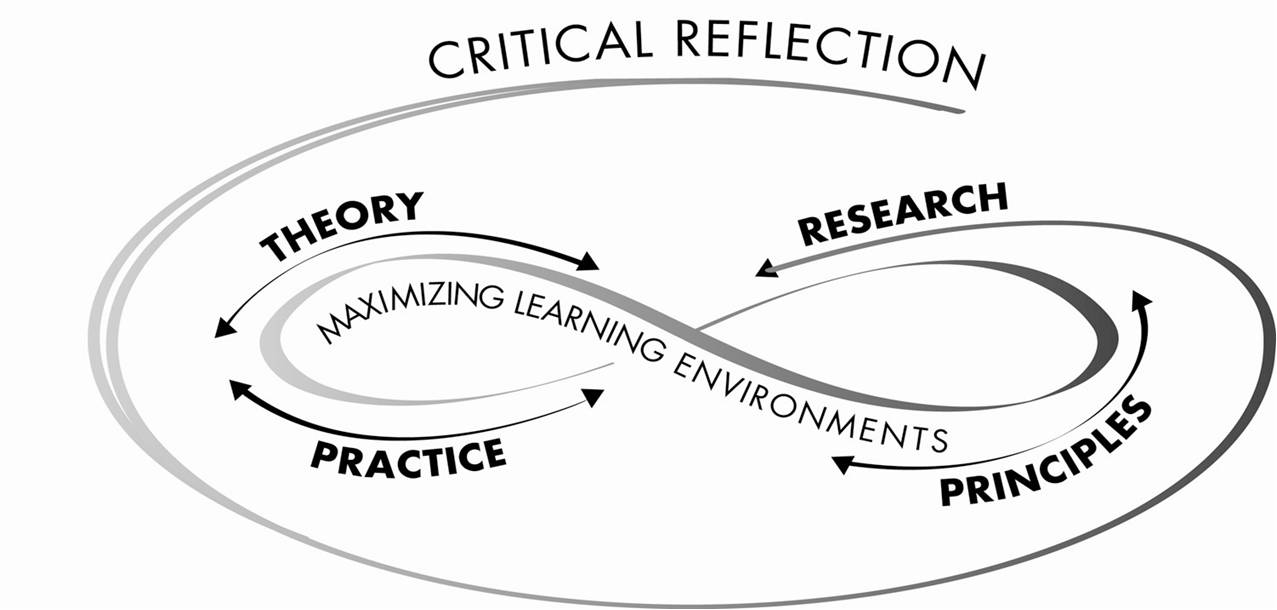 CRITICAL REFLECTION
THEORY
RESEARCH
MAXIMIZING LEARNING ENVIRONMENTS
PRACTICE
PRINCIPLES